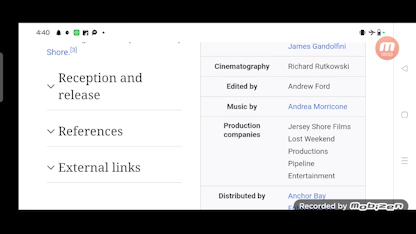 4:40
Shore.[3]
Reception and
release
References
External links
James Gandolfini
Cinematography Richard Rutkowski
Edited by Andrew Ford
Music by Andrea Morricone
Production
companies
Jersey Shore Films
Lost Weekend
Productions
Pipeline
Entertainment
Distributed by Anchor Bay
Recorded by
MobiZen